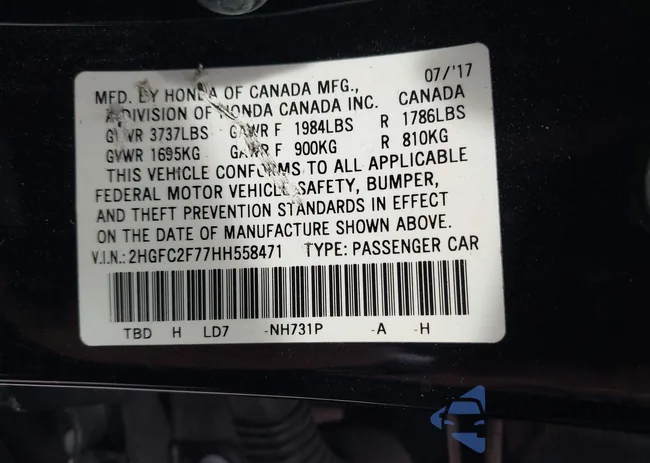 07/'17
MFD. BY HONDA OF CANADA MFG.,
A DIVISION OF HONDA CANADA INC. CANADA
GVWR 3737LBS GAWR F 1984LBS R 1786LBS
GVWR 1695KG GAWR F 900KG R 810KG
THIS VEHICLE CONFORMS TO ALL APPLICABLE
FEDERAL MOTOR VEHICLE SAFETY, BUMPER,
AND THEFT PREVENTION STANDARDS IN EFFECT
ON THE DATE OF MANUFACTURE SHOWN ABOVE.
V.I.N.: 2HGFC2F77HH558471 TYPE: PASSENGER CAR
TBD H LD7 -NH731P -A -H